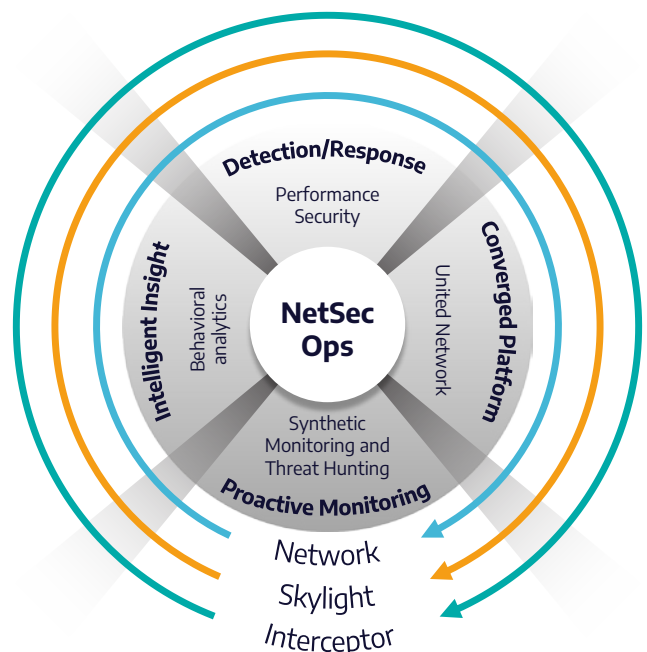 Detection/Response
Performance
Security
Intelligent Insight
Behavioral
analytics
NetSec
Ops
United Network
Converged Platform
Synthetic
Monitoring and
Threat Hunting
Proactive Monitoring
Network
Skylight
Interceptor